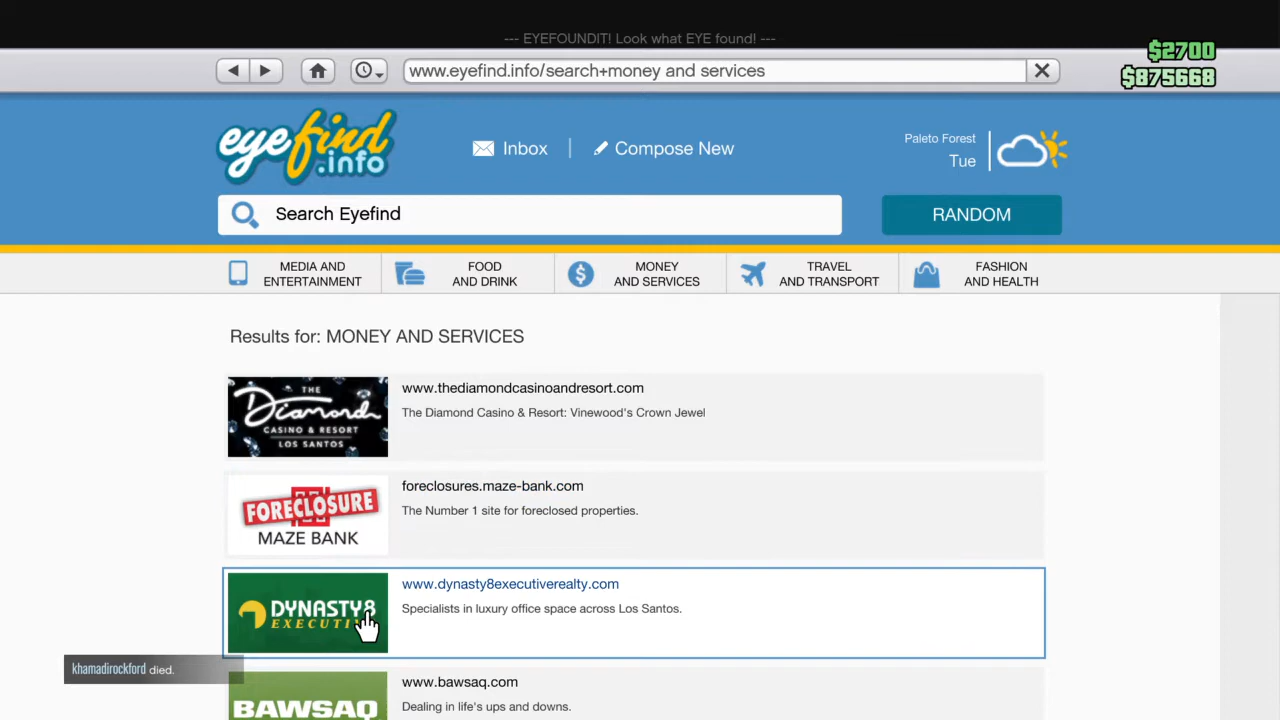 --- EYEFOUNDIT! Look what EYE found! ---
$2700
www.eyefind.info/search+money and services
$875668
eyefind
.info
Inbox
Compose New
Paleto Forest
Tue
Search Eyefind
RANDOM
MEDIA AND
ENTERTAINMENT
FOOD
AND DRINK
MONEY
AND SERVICES
TRAVEL
AND TRANSPORT
FASHION
AND HEALTH
Results for: MONEY AND SERVICES
THE
Diamond
CASINO & RESORT
LOS SANTOS
www.thediamondcasinoandresort.com
The Diamond Casino & Resort: Vinewood's Crown Jewel
FORECLOSURE
MAZE BANK
foreclosures.maze-bank.com
The Number 1 site for foreclosed properties.
DYNASTY8
EXECUTI
www.dynasty8executiverealty.com
Specialists in luxury office space across Los Santos.
khamadirockford died.
BAWSAQ
www.bawsaq.com
Dealing in life's ups and downs.